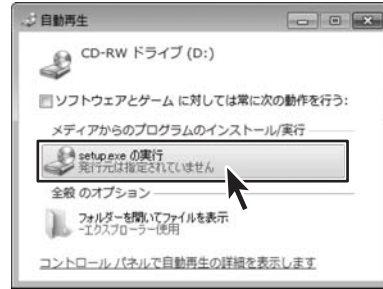 自動再生
CD-RW ドライブ (D:)
ソフトウェアとゲーム に対しては常に次の動作を行う:
メディアからのプログラムのインストール/実行
setup.exe の実行
発行元は指定されていません
全般 のオプション
フォルダーを開いてファイルを表示
-エクスプローラー使用
コントロール パネルで自動再生の詳細を表示します